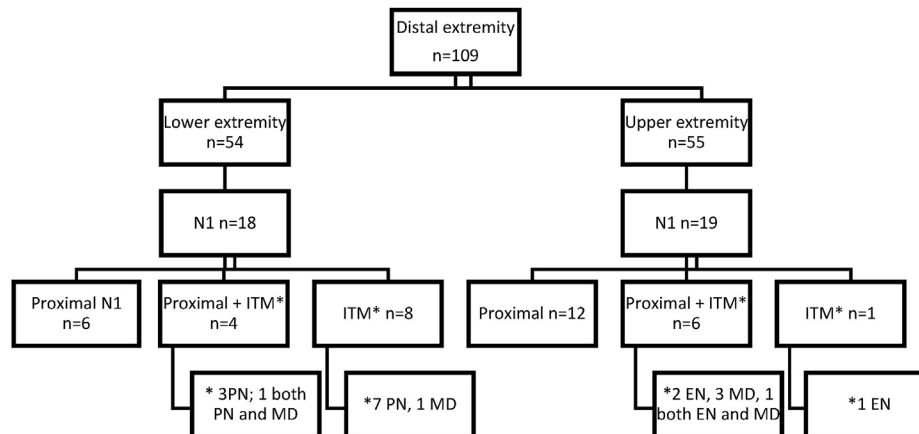 Distal extremity
n=109
Lower extremity
n=54
Upper extremity
n=55
N1 n=18
N1 n=19
Proximal N1
n=6
Proximal + ITM*
n=4
ITM* n=8
Proximal n=12
Proximal + ITM*
n=6
ITM* n=1
* 3PN; 1 both
PN and MD
*7 PN, 1 MD
*2 EN, 3 MD, 1
both EN and MD
*1 EN